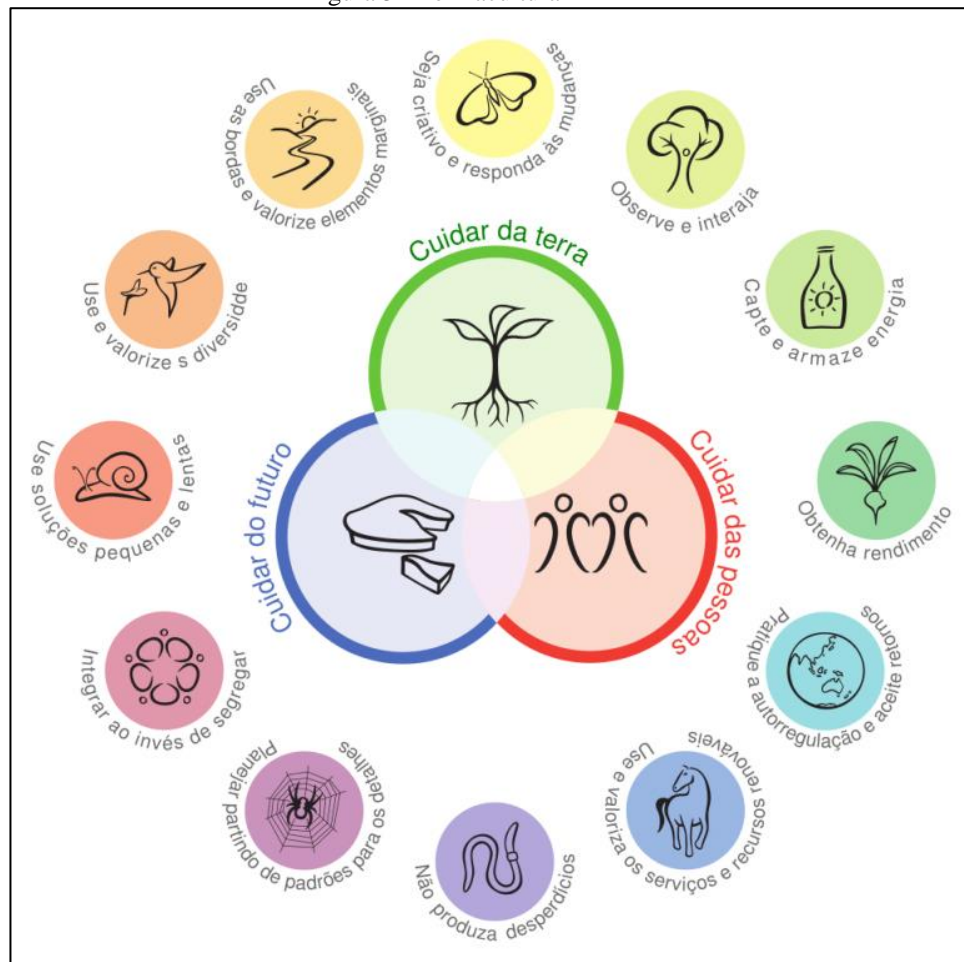 Seja criativo e responda às mudanças
Observe e interaja
Capte e armaze energia
Obtenha rendimento
Pratique a autorregulação e aceite retornos
Use e valoriza os serviços e recursos renováveis
Não produza desperdícios
Planejar partindo de padrões para os detalhes
Integrar ao invés de segregar
Use soluções pequenas e lentas
Use e valorize s diversidde
Use as bordas e valorize elementos marginais
Cuidar da terra
Cuidar das pessoas
Cuidar do futuro